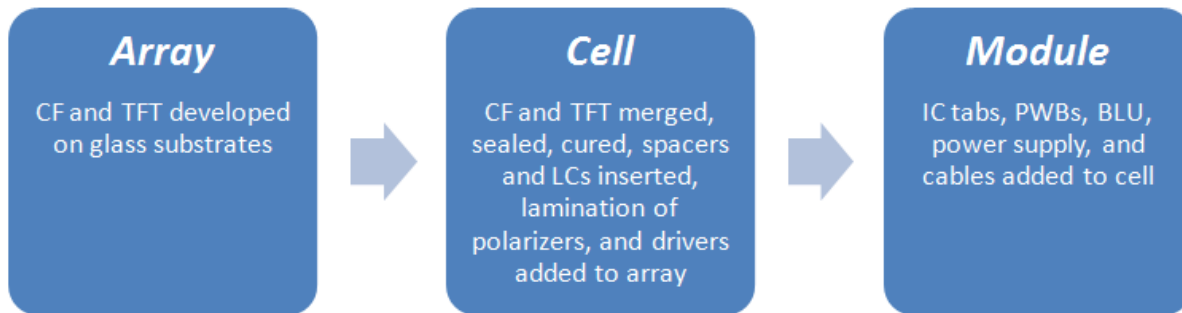 Array
CF and TFT developed
on glass substrates
Cell
CF and TFT merged,
sealed, cured, spacers
and LCs inserted,
lamination of
polarizers, and drivers
added to array
Module
IC tabs, PWBs, BLU,
power supply, and
cables added to cell